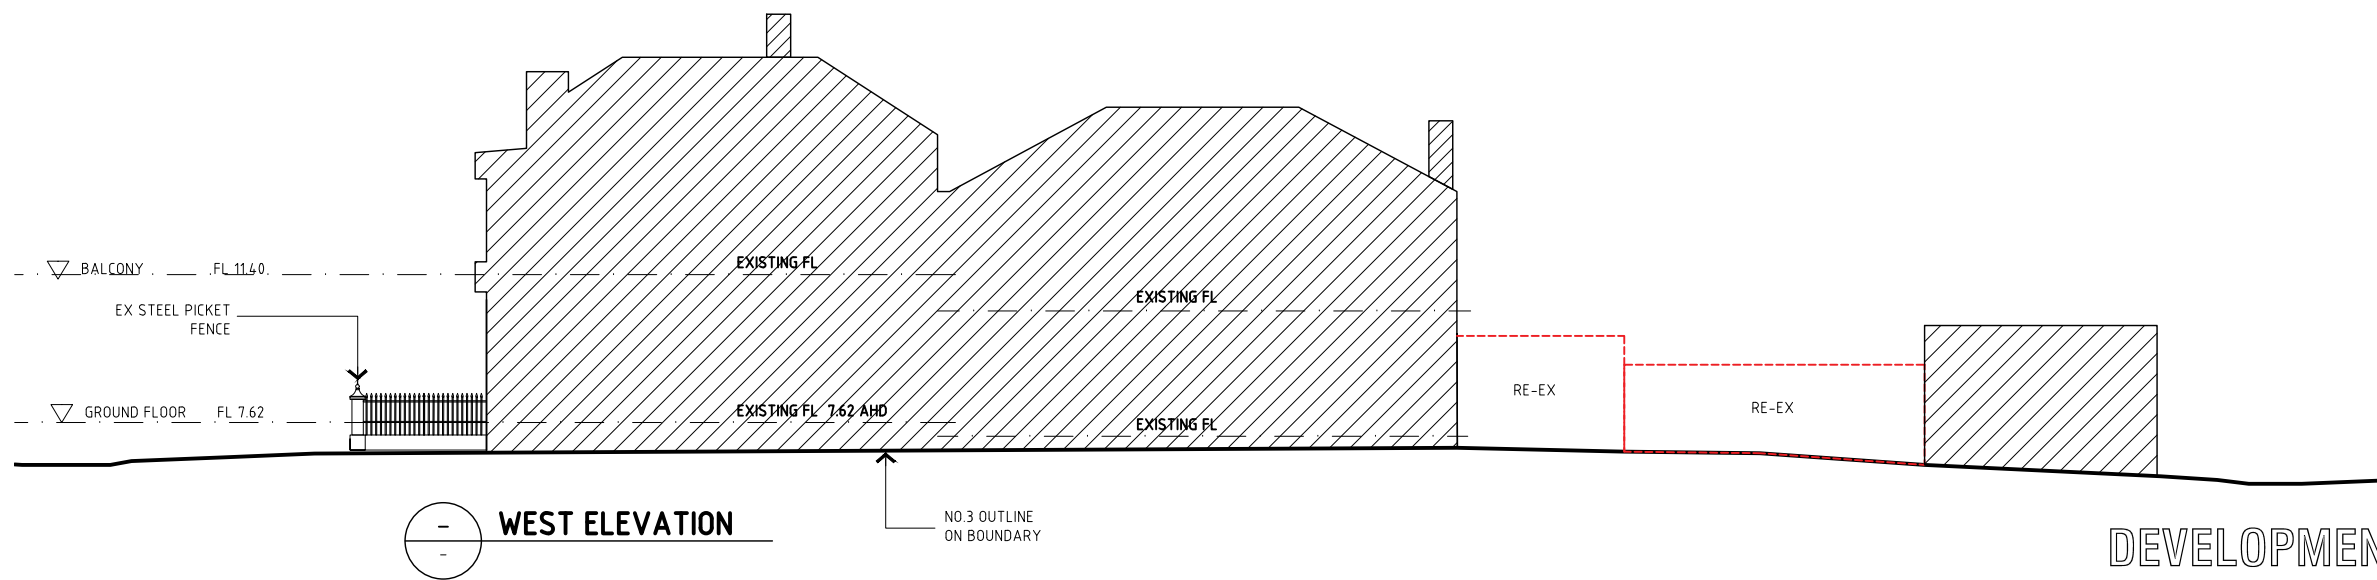 EXISTING FL
BALCONY FL 11.40
EXISTING FL
EX STEEL PICKET
FENCE
RE-EX
RE-EX
GROUND FLOOR FL 7.62
EXISTING FL 7.62 AHD
EXISTING FL
WEST ELEVATION
NO.3 OUTLINE
ON BOUNDARY
DEVELOPMEN